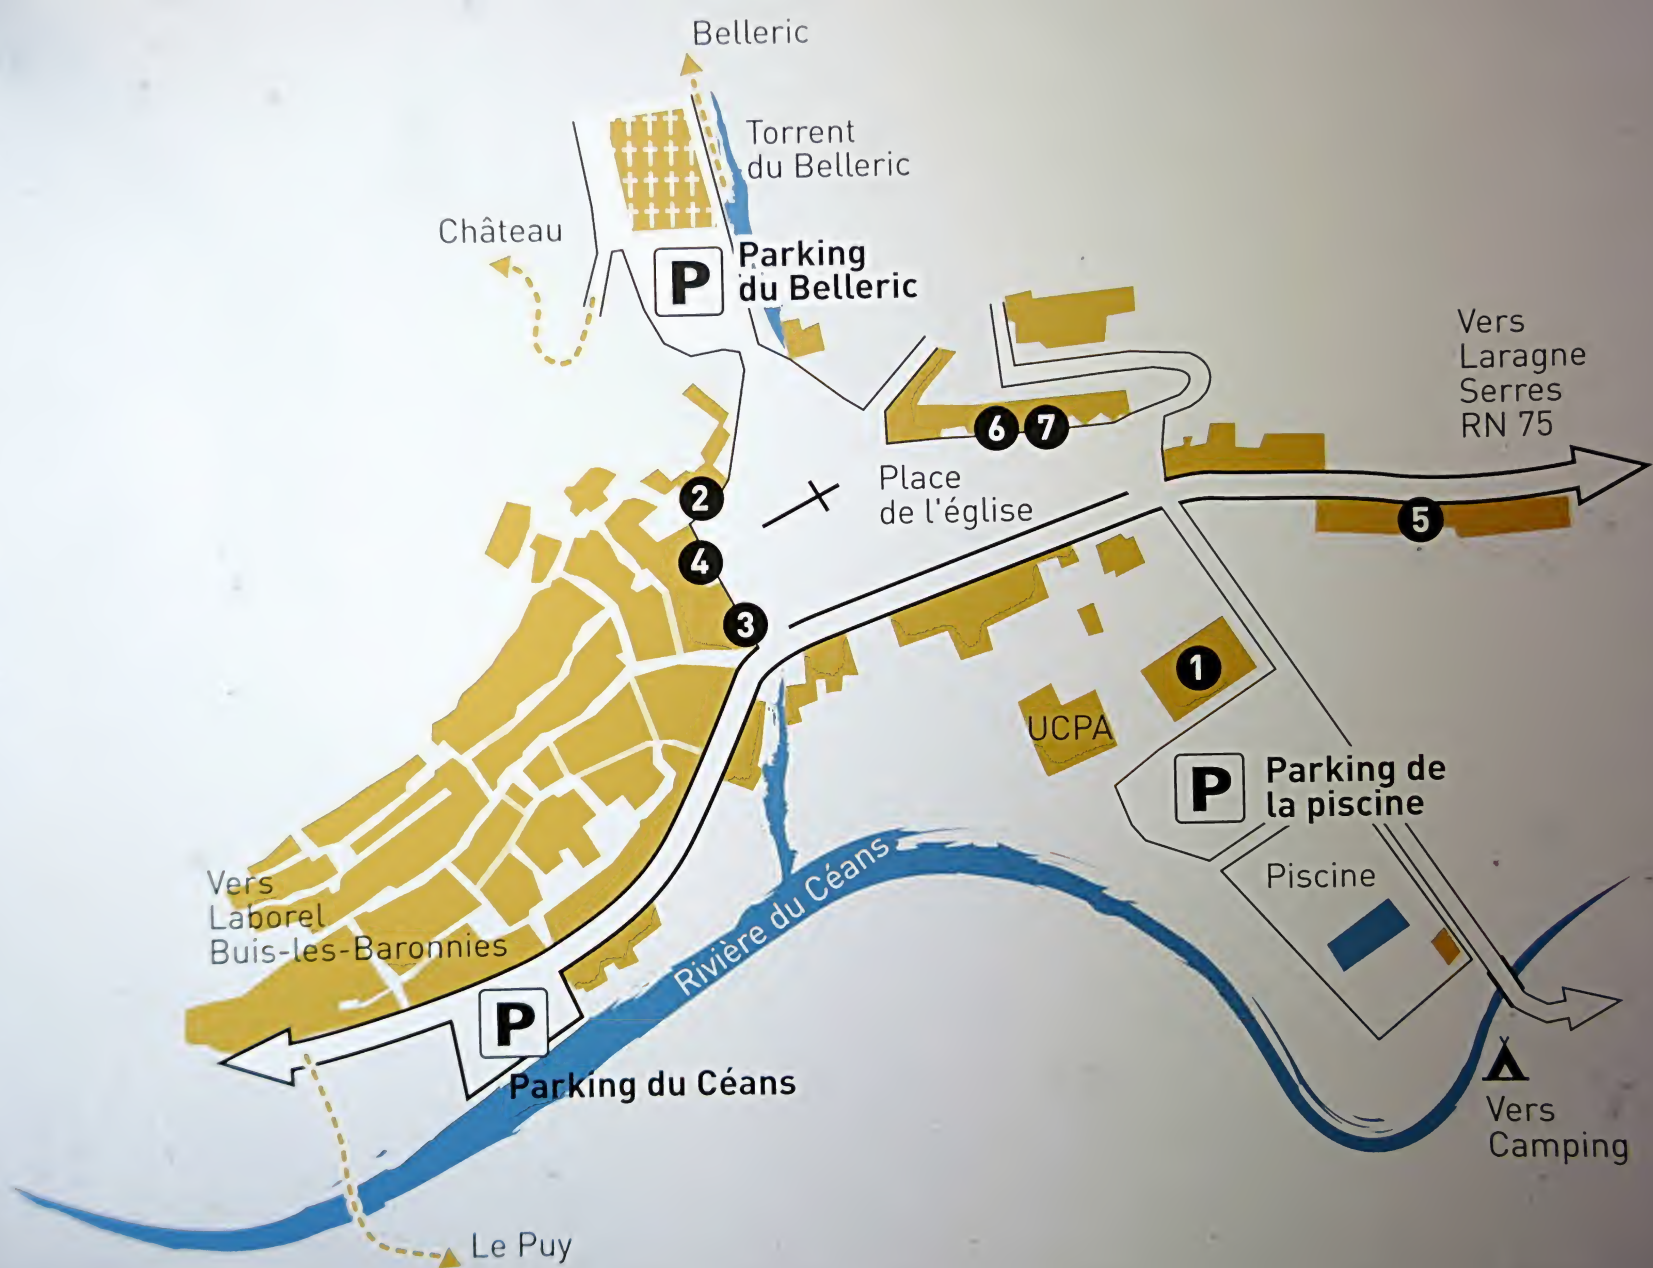 Belleric
Torrent
du Belleric
Château
P
Parking
du Belleric
Vers
Laragne
Serres
RN 75
6
7
Place
de l'église
2
4
3
5
1
UCPA
P
Parking de
la piscine
Piscine
Rivière du Céans
Vers
Laborel
Buis-les-Baronnies
P
Parking du Céans
Vers
Camping
Le Puy